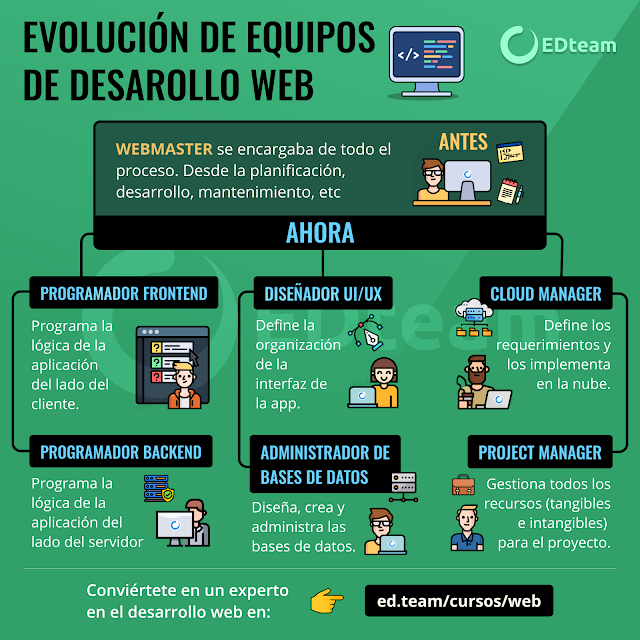 EVOLUCIÓN DE EQUIPOS
DE DESAROLLO WEB
EDteam
WEBMASTER se encargaba de todo el
proceso. Desde la planificación,
desarrollo, mantenimiento, etc
ANTES
AHORA
PROGRAMADOR FRONTEND
Programa la
lógica de la
aplicación
del lado del
cliente.
DISEÑADOR UI/UX
Define la
organización
de la
interfaz de
la app.
CLOUD MANAGER
Define los
requerimientos y
los implementa
en la nube.
EDteam
PROGRAMADOR BACKEND
Programa la
lógica de la
aplicación del
lado del servidor
ADMINISTRADOR DE
BASES DE DATOS
Diseña, crea y
administra las
bases de datos.
PROJECT MANAGER
Gestiona todos los
recursos (tangibles
e intangibles)
para el proyecto.
Conviértete en un experto
en el desarrollo web en:
ed.team/cursos/web